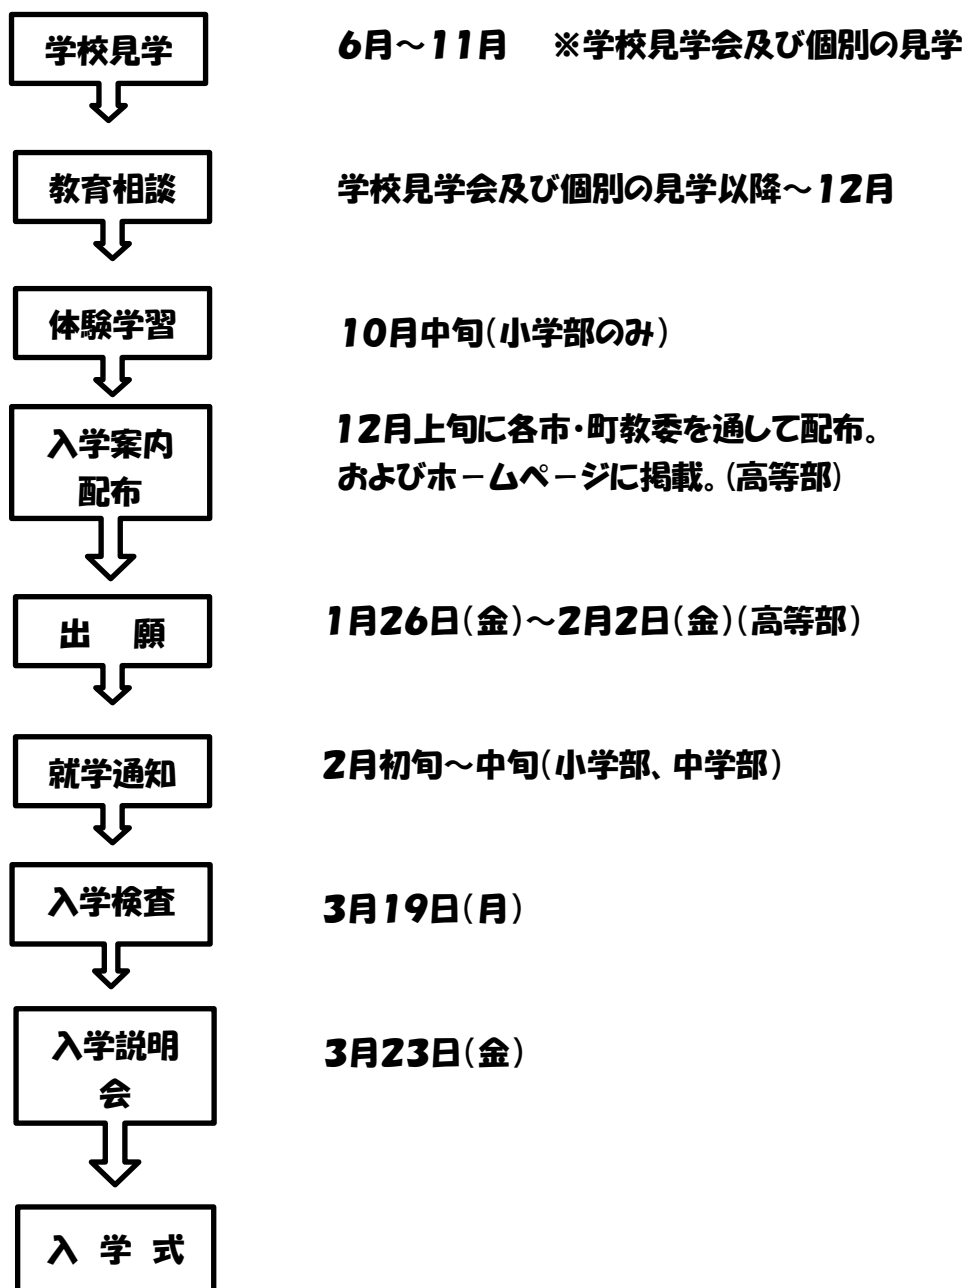 学校見学
6月～11月　※学校見学会及び個別の見学
教育相談
学校見学会及び個別の見学以降～12月
体験学習
10月中旬(小学部のみ)
入学案内
配布
12月上旬に各市・町教委を通して配布。
およびホームページに掲載。(高等部)
出　願
1月26日(金)～2月2日(金)(高等部)
就学通知
2月初旬～中旬(小学部、中学部)
入学検査
3月19日(月)
入学説明
会
3月23日(金)
入 学 式